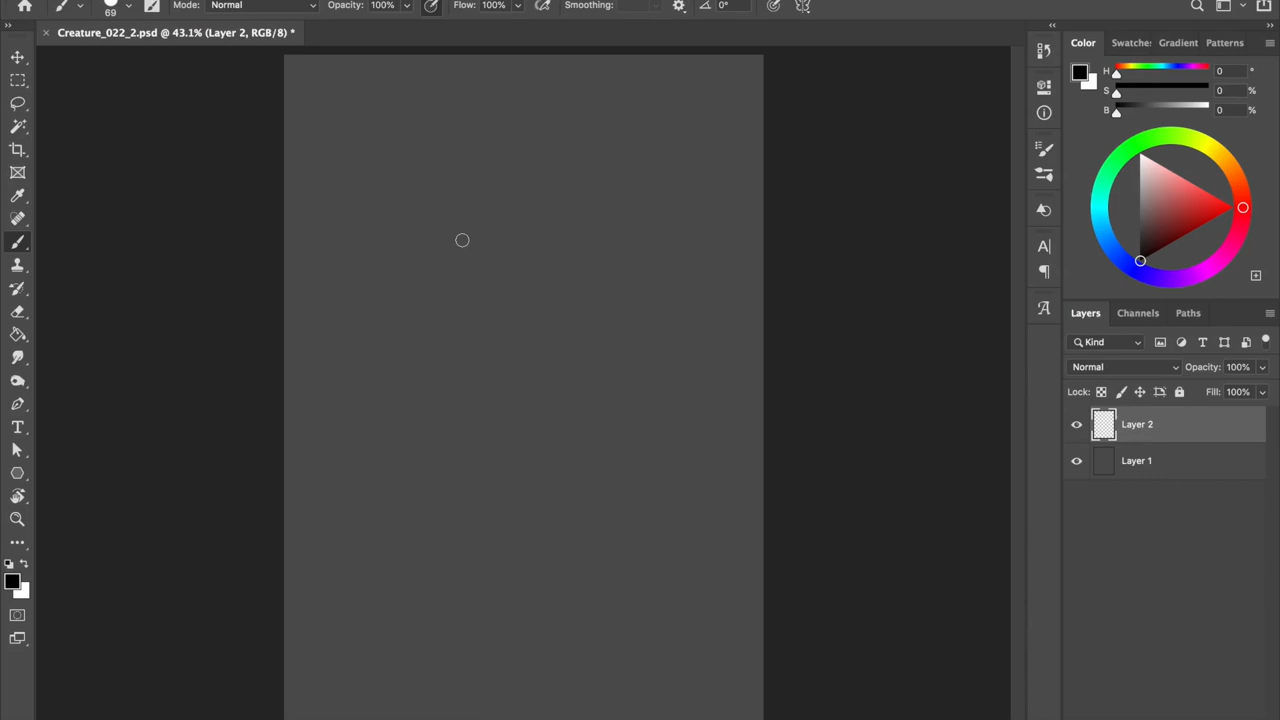 Mode: Normal Opacity: 100% Flow: 100% Smoothing: 0°
69
Creature_022_2.psd @ 43.1% (Layer 2, RGB/8) *
Color Swatche: Gradient Patterns
H 0 °
S 0 %
B 0 %
Layers Channels Paths
Kind
Normal Opacity: 100%
Lock: Fill: 100%
Layer 2
Layer 1